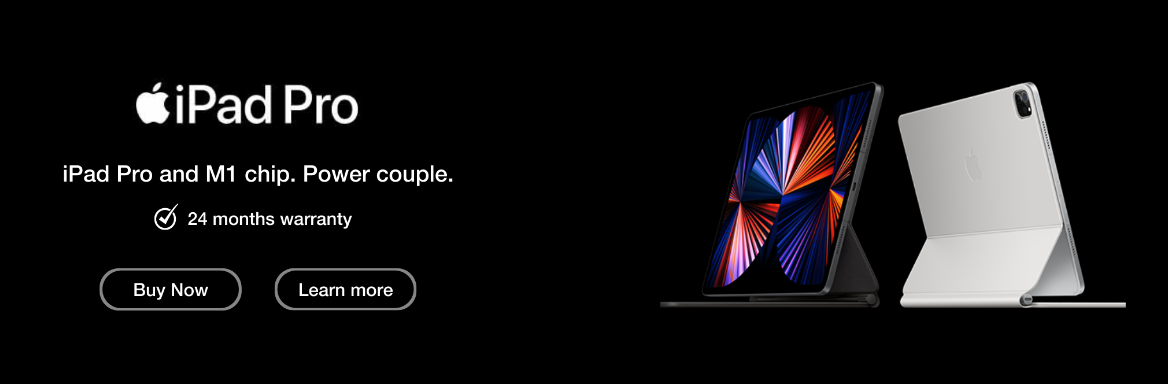 iPad Pro
iPad Pro and M1 chip. Power couple.
24 months warranty
Buy Now
Learn more